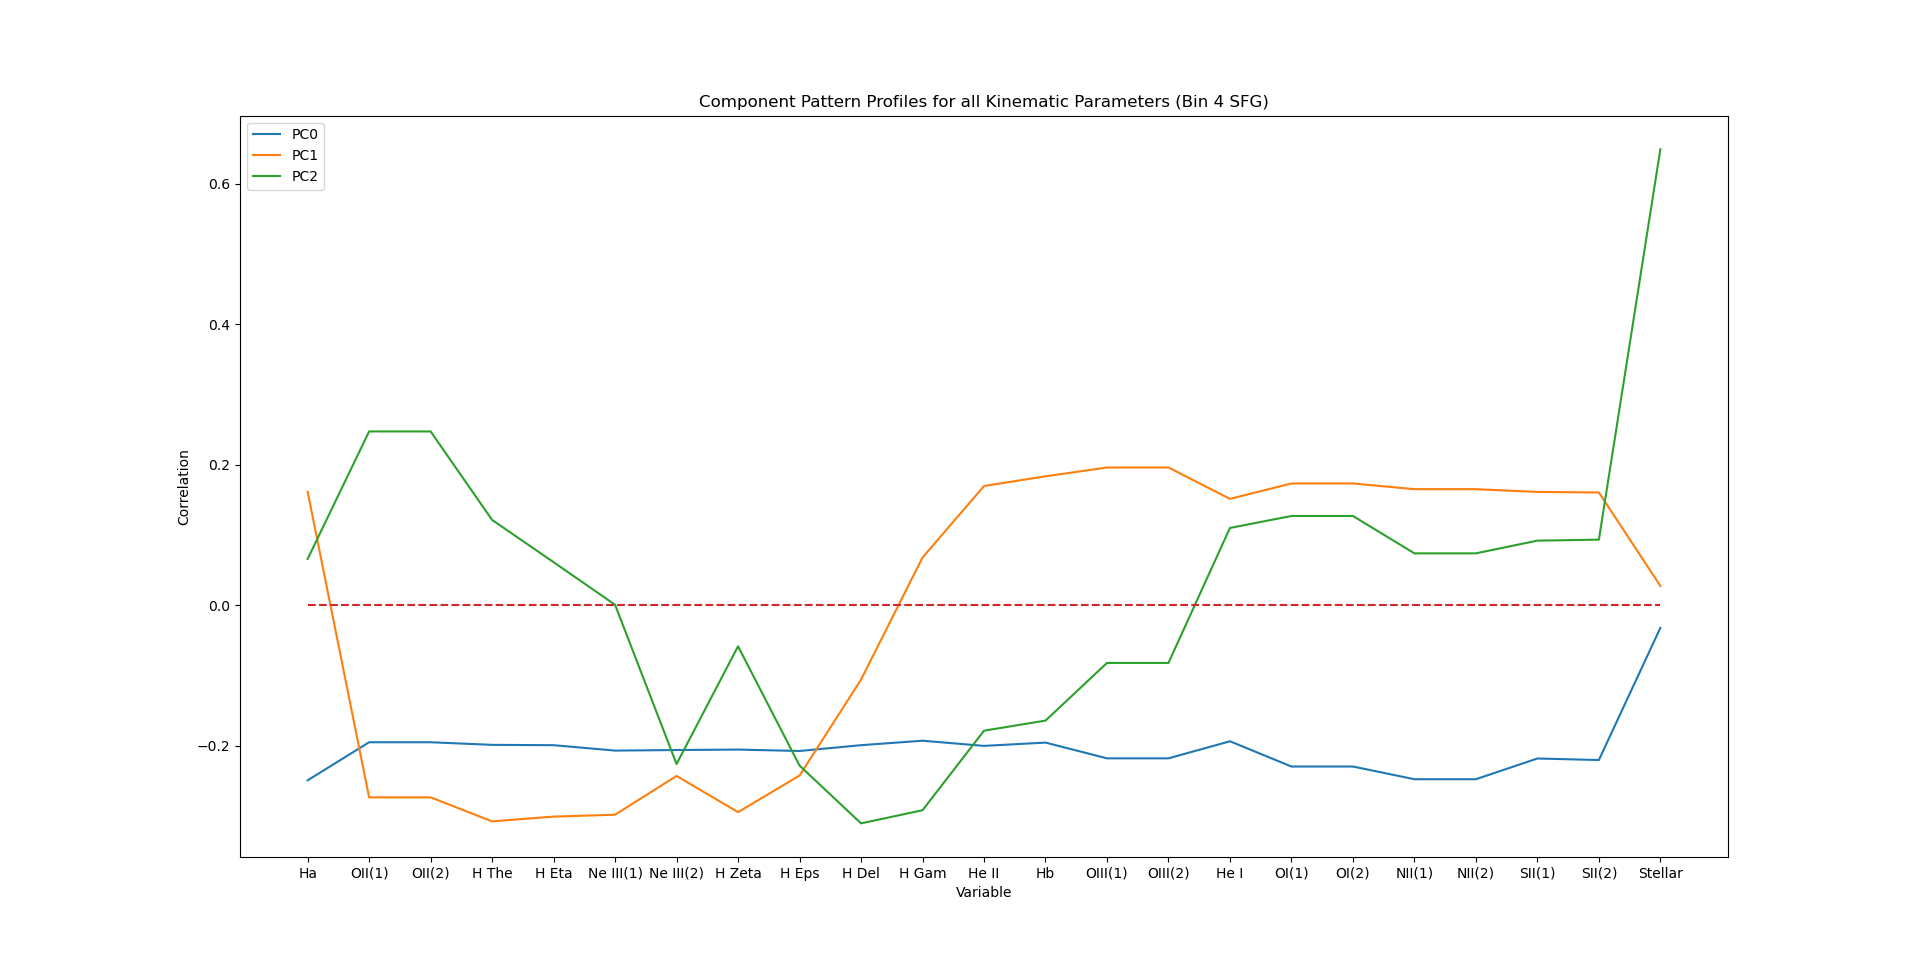 Component Pattern Profiles for all Kinematic Parameters (Bin 4 SFG)
PC0
PC1
PC2
0.6
0.4
0.2
0.0
−0.2
Correlation
Ha OII(1) OII(2) H The H Eta Ne III(1) Ne III(2) H Zeta H Eps H Del H Gam He II Hb OIII(1) OIII(2) He I OI(1) OI(2) NII(1) NII(2) SII(1) SII(2) Stellar
Variable